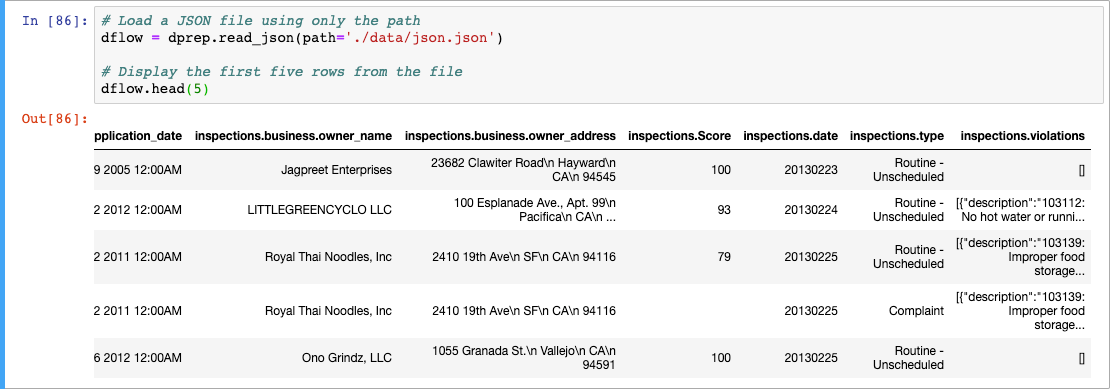 In [86]:
# Load a JSON file using only the path
dflow = dprep.read_json(path='./data/json.json')
# Display the first five rows from the file
dflow.head(5)
Out[86]:
pplication_date inspections.business.owner_name inspections.business.owner_address inspections.Score inspections.date inspections.type inspections.violations
9 2005 12:00AM Jagpreet Enterprises 23682 Clawiter Road\n Hayward\n CA\n 94545 100 20130223 Routine - Unscheduled []
2 2012 12:00AM LITTLEGREENCYCLO LLC 100 Esplanade Ave., Apt. 99\n Pacifica\n CA\n ... 93 20130224 Routine - Unscheduled [{"description":"103112: No hot water or runni...
2 2011 12:00AM Royal Thai Noodles, Inc 2410 19th Ave\n SF\n CA\n 94116 79 20130225 Routine - Unscheduled [{"description":"103139: Improper food storage...
2 2011 12:00AM Royal Thai Noodles, Inc 2410 19th Ave\n SF\n CA\n 94116 20130225 Complaint [{"description":"103139: Improper food storage...
6 2012 12:00AM Ono Grindz, LLC 1055 Granada St.\n Vallejo\n CA\n 94591 100 20130225 Routine - Unscheduled []